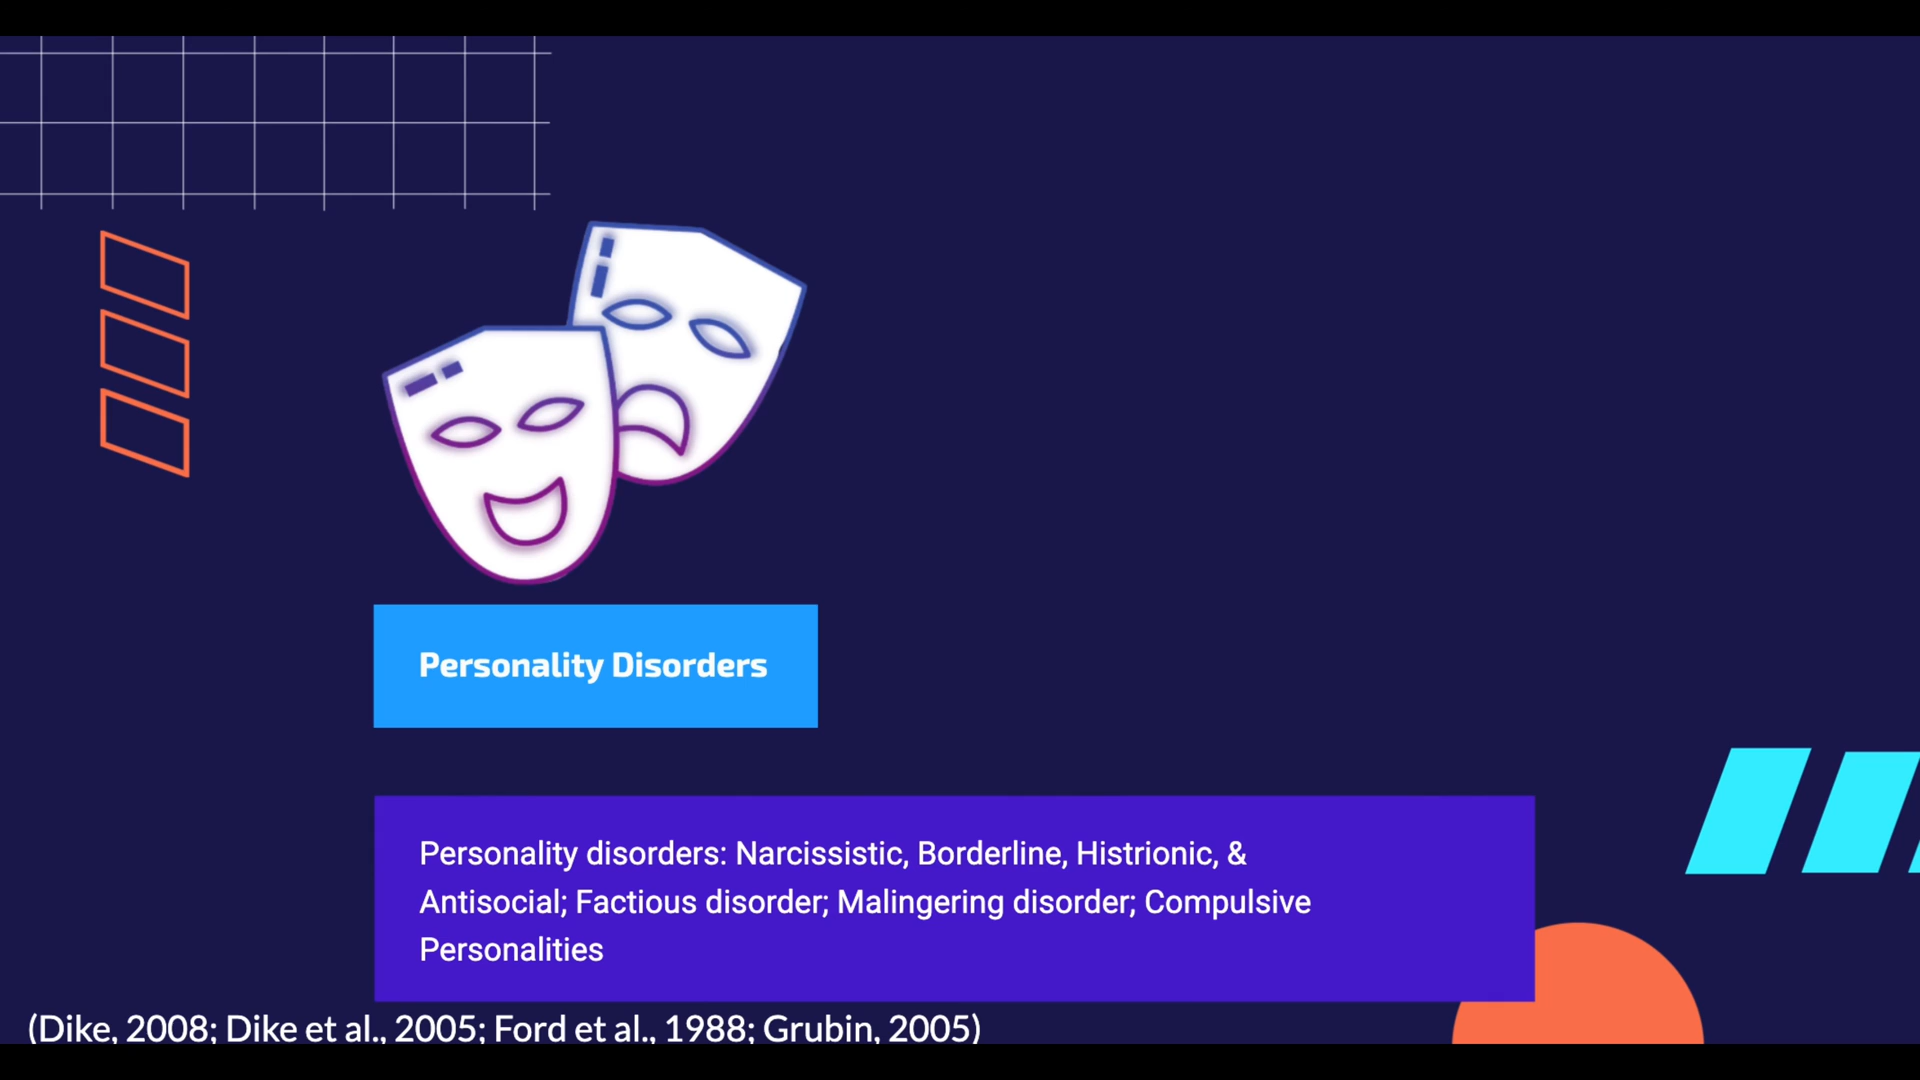 Personality Disorders
Personality disorders: Narcissistic, Borderline, Histrionic, &
Antisocial; Factious disorder; Malingering disorder; Compulsive
Personalities
(Dike, 2008; Dike et al., 2005; Ford et al., 1988; Grubin, 2005)